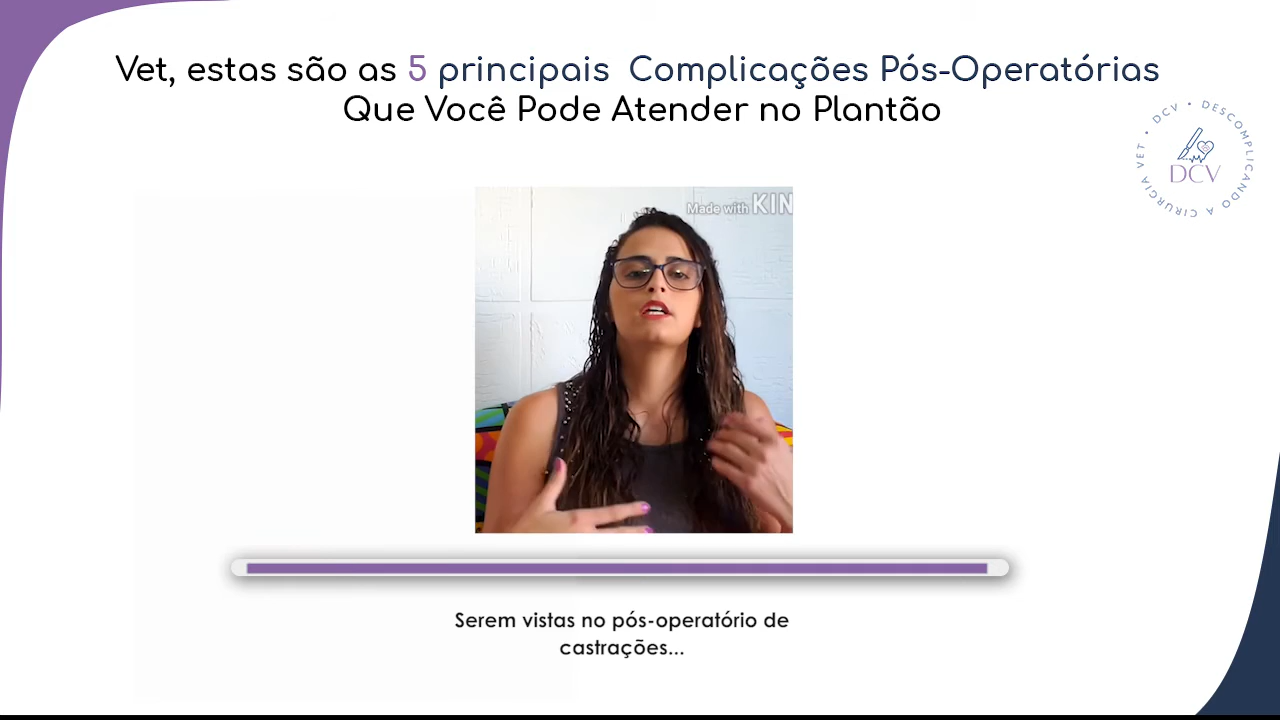 Vet, estas são as 5 principais Complicações Pós-Operatórias
Que Você Pode Atender no Plantão
DCV • DESCOMPLICANDO A CIRURGIA VET •
DCV
Made with KIN
Serem vistas no pós-operatório de
castrações...